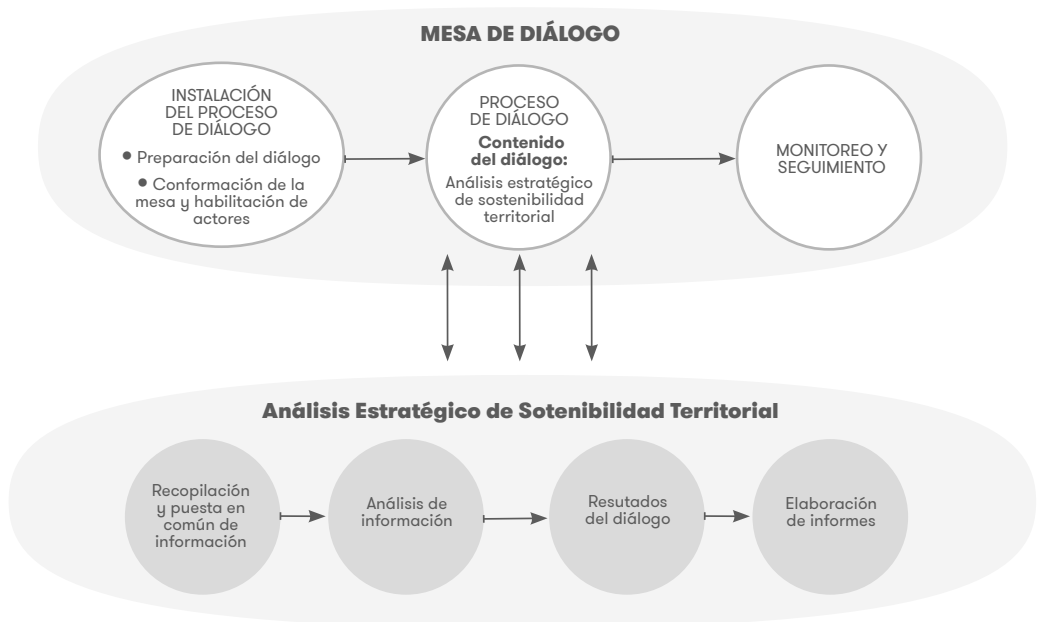 MESA DE DIÁLOGO
INSTALACIÓN
DEL PROCESO
DE DIÁLOGO
● Preparación del diálogo
● Conformación de la
mesa y habilitación de
actores
PROCESO
DE DIÁLOGO
Contenido
del diálogo:
Análisis estratégico
de sostenibilidad
territorial
MONITOREO Y
SEGUIMIENTO
Análisis Estratégico de Sotenibilidad Territorial
Recopilación
y puesta en
común de
información
Análisis de
información
Resutados
del diálogo
Elaboración
de informes